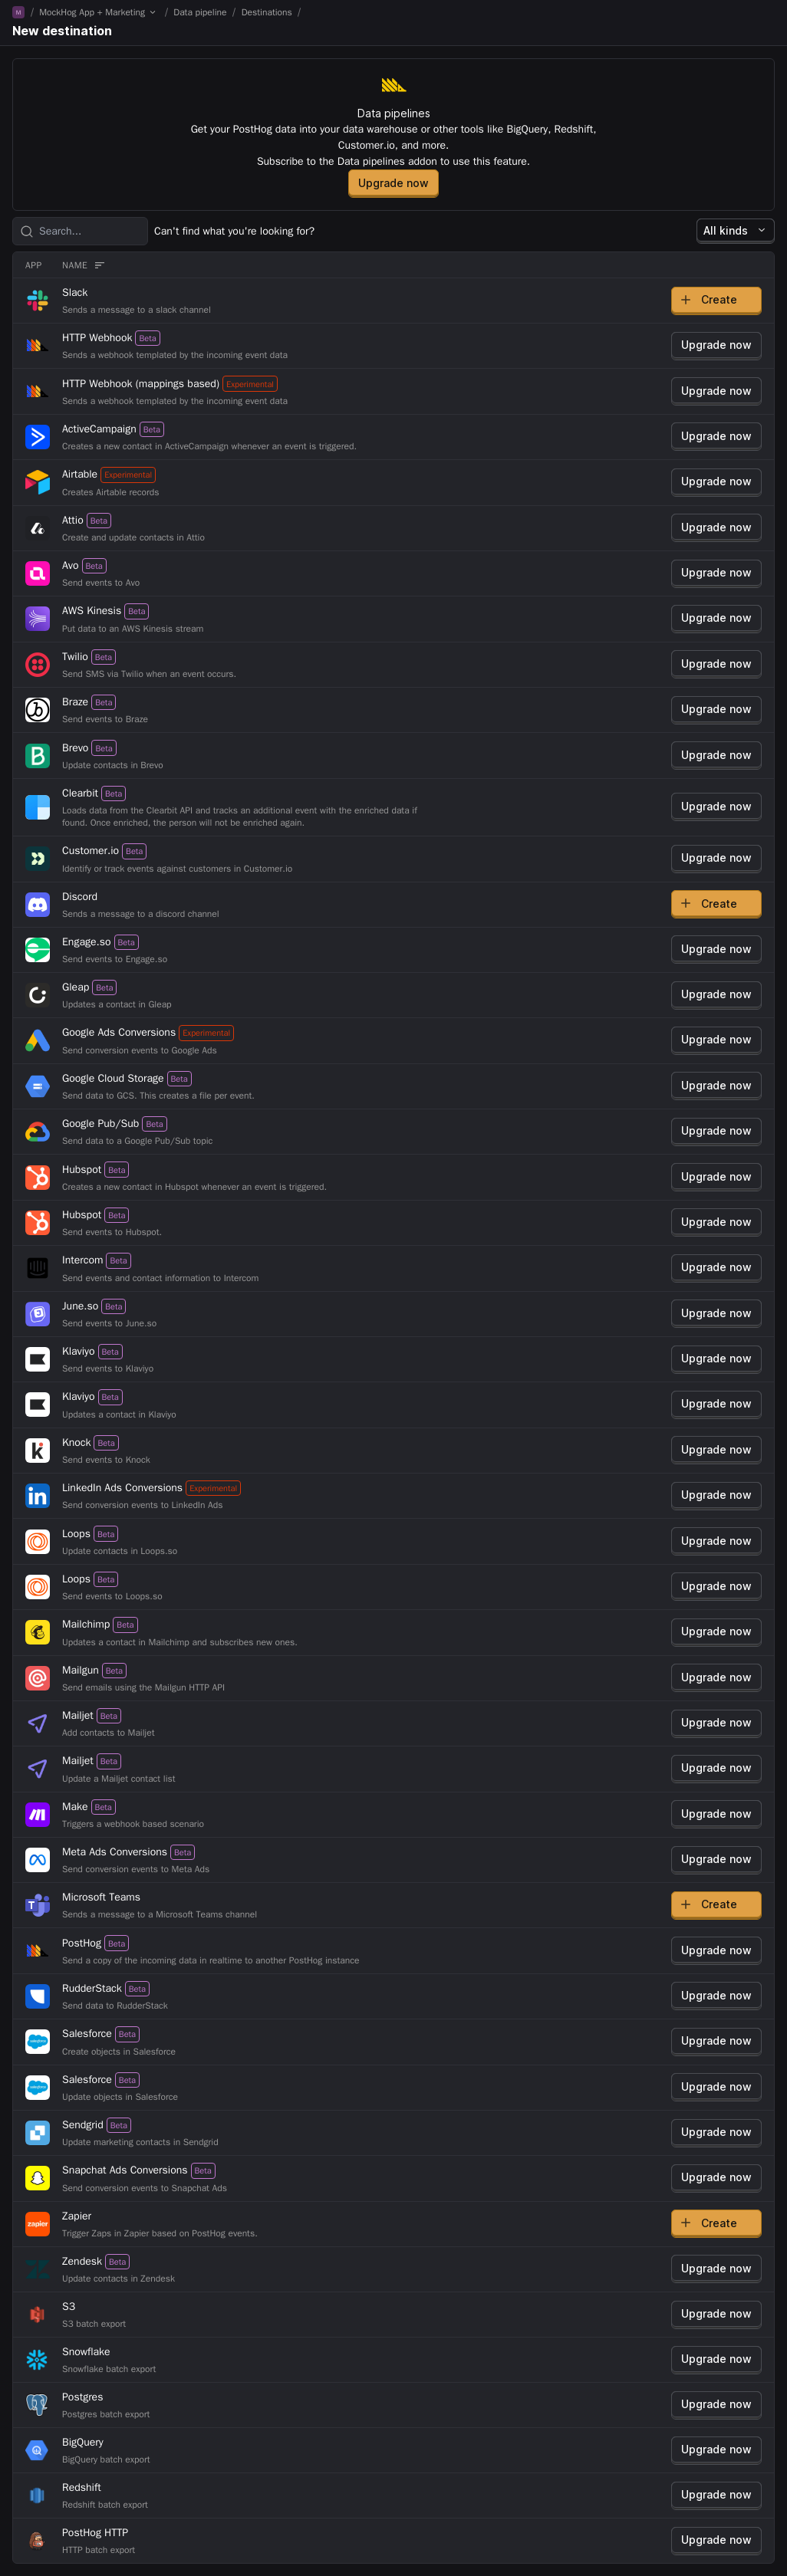 M / MockHog App + Marketing / Data pipeline / Destinations /
New destination
Data pipelines
Get your PostHog data into your data warehouse or other tools like BigQuery, Redshift,
Customer.io, and more.
Subscribe to the Data pipelines addon to use this feature.
Upgrade now
Search...
Can't find what you're looking for?
All kinds
APP NAME
Slack
Sends a message to a slack channel
Create
HTTP Webhook Beta
Sends a webhook templated by the incoming event data
Upgrade now
HTTP Webhook (mappings based) Experimental
Sends a webhook templated by the incoming event data
Upgrade now
ActiveCampaign Beta
Creates a new contact in ActiveCampaign whenever an event is triggered.
Upgrade now
Airtable Experimental
Creates Airtable records
Upgrade now
Attio Beta
Create and update contacts in Attio
Upgrade now
Avo Beta
Send events to Avo
Upgrade now
AWS Kinesis Beta
Put data to an AWS Kinesis stream
Upgrade now
Twilio Beta
Send SMS via Twilio when an event occurs.
Upgrade now
Braze Beta
Send events to Braze
Upgrade now
Brevo Beta
Update contacts in Brevo
Upgrade now
Clearbit Beta
Loads data from the Clearbit API and tracks an additional event with the enriched data if
found. Once enriched, the person will not be enriched again.
Upgrade now
Customer.io Beta
Identify or track events against customers in Customer.io
Upgrade now
Discord
Sends a message to a discord channel
Create
Engage.so Beta
Send events to Engage.so
Upgrade now
Gleap Beta
Updates a contact in Gleap
Upgrade now
Google Ads Conversions Experimental
Send conversion events to Google Ads
Upgrade now
Google Cloud Storage Beta
Send data to GCS. This creates a file per event.
Upgrade now
Google Pub/Sub Beta
Send data to a Google Pub/Sub topic
Upgrade now
Hubspot Beta
Creates a new contact in Hubspot whenever an event is triggered.
Upgrade now
Hubspot Beta
Send events to Hubspot.
Upgrade now
Intercom Beta
Send events and contact information to Intercom
Upgrade now
June.so Beta
Send events to June.so
Upgrade now
Klaviyo Beta
Send events to Klaviyo
Upgrade now
Klaviyo Beta
Updates a contact in Klaviyo
Upgrade now
Knock Beta
Send events to Knock
Upgrade now
LinkedIn Ads Conversions Experimental
Send conversion events to LinkedIn Ads
Upgrade now
Loops Beta
Update contacts in Loops.so
Upgrade now
Loops Beta
Send events to Loops.so
Upgrade now
Mailchimp Beta
Updates a contact in Mailchimp and subscribes new ones.
Upgrade now
Mailgun Beta
Send emails using the Mailgun HTTP API
Upgrade now
Mailjet Beta
Add contacts to Mailjet
Upgrade now
Mailjet Beta
Update a Mailjet contact list
Upgrade now
Make Beta
Triggers a webhook based scenario
Upgrade now
Meta Ads Conversions Beta
Send conversion events to Meta Ads
Upgrade now
Microsoft Teams
Sends a message to a Microsoft Teams channel
Create
PostHog Beta
Send a copy of the incoming data in realtime to another PostHog instance
Upgrade now
RudderStack Beta
Send data to RudderStack
Upgrade now
Salesforce Beta
Create objects in Salesforce
Upgrade now
Salesforce Beta
Update objects in Salesforce
Upgrade now
Sendgrid Beta
Update marketing contacts in Sendgrid
Upgrade now
Snapchat Ads Conversions Beta
Send conversion events to Snapchat Ads
Upgrade now
zapier
Zapier
Trigger Zaps in Zapier based on PostHog events.
Create
Zendesk Beta
Update contacts in Zendesk
Upgrade now
S3
S3 batch export
Upgrade now
Snowflake
Snowflake batch export
Upgrade now
Postgres
Postgres batch export
Upgrade now
BigQuery
BigQuery batch export
Upgrade now
Redshift
Redshift batch export
Upgrade now
PostHog HTTP
HTTP batch export
Upgrade now